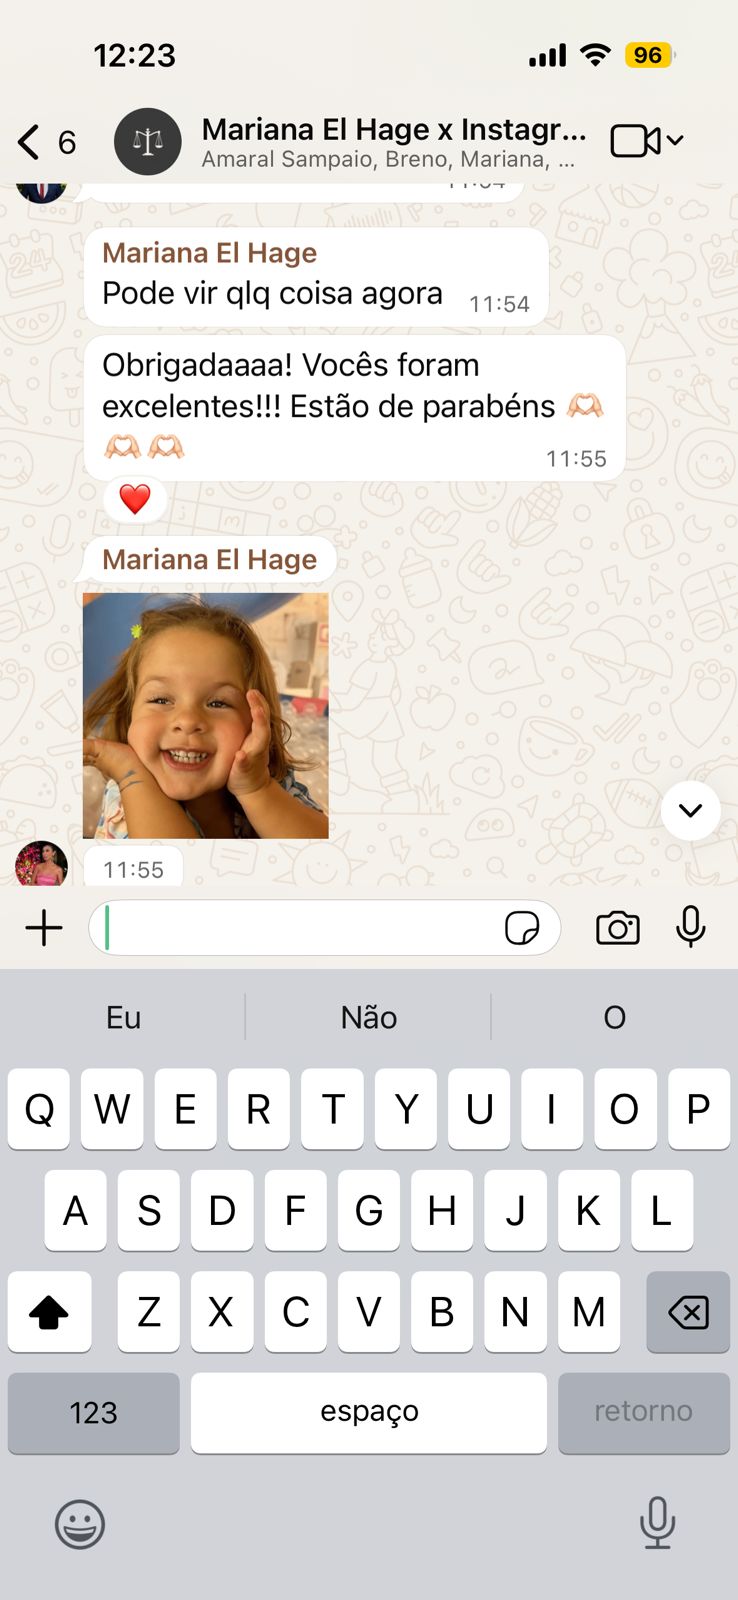 12:23
96
6
Mariana El Hage x Instagr...
Amaral Sampaio, Breno, Mariana, ...
Mariana El Hage
Pode vir qlq coisa agora
11:54
Obrigadaaaa! Vocês foram
excelentes!!! Estão de parabéns 🫶🏻
🫶🏻🫶🏻
11:55
❤️
Mariana El Hage
11:55
Eu Não O
Q W E R T Y U I O P
A S D F G H J K L
Z X C V B N M
123 espaço retorno